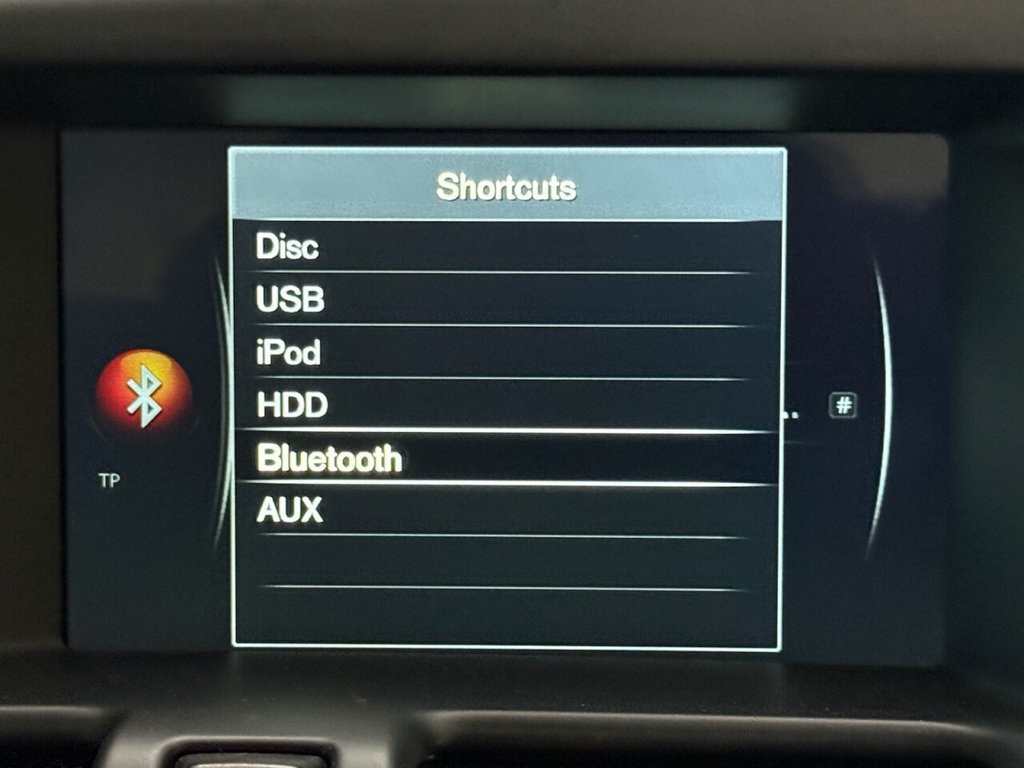 Shortcuts
Disc
USB
iPod
HDD
.. #
Bluetooth
TP
AUX